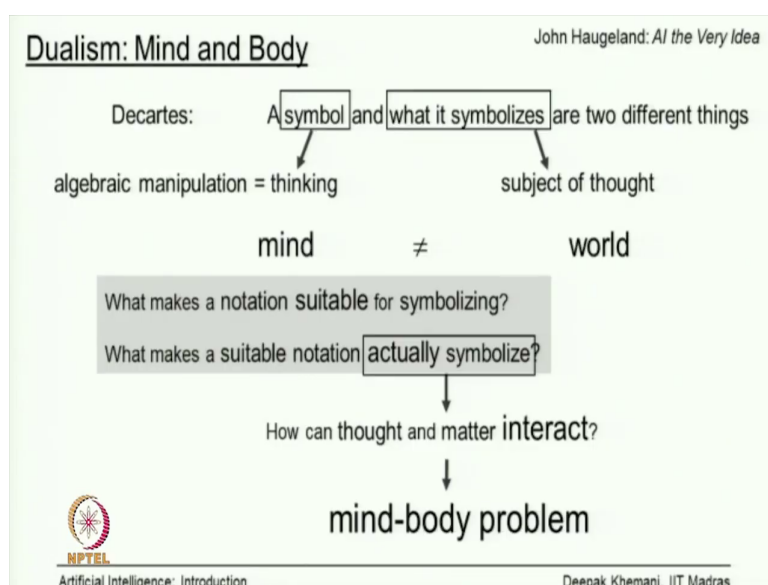 Dualism: Mind and Body
John Haugeland: AI the Very Idea
Decartes: A symbol and what it symbolizes are two different things
algebraic manipulation = thinking subject of thought
mind ≠ world
What makes a notation suitable for symbolizing?
What makes a suitable notation actually symbolize?
How can thought and matter interact?
mind-body problem
NPTEL
Artificial Intelligence: Introduction Deepak Khemani, IIT Madras